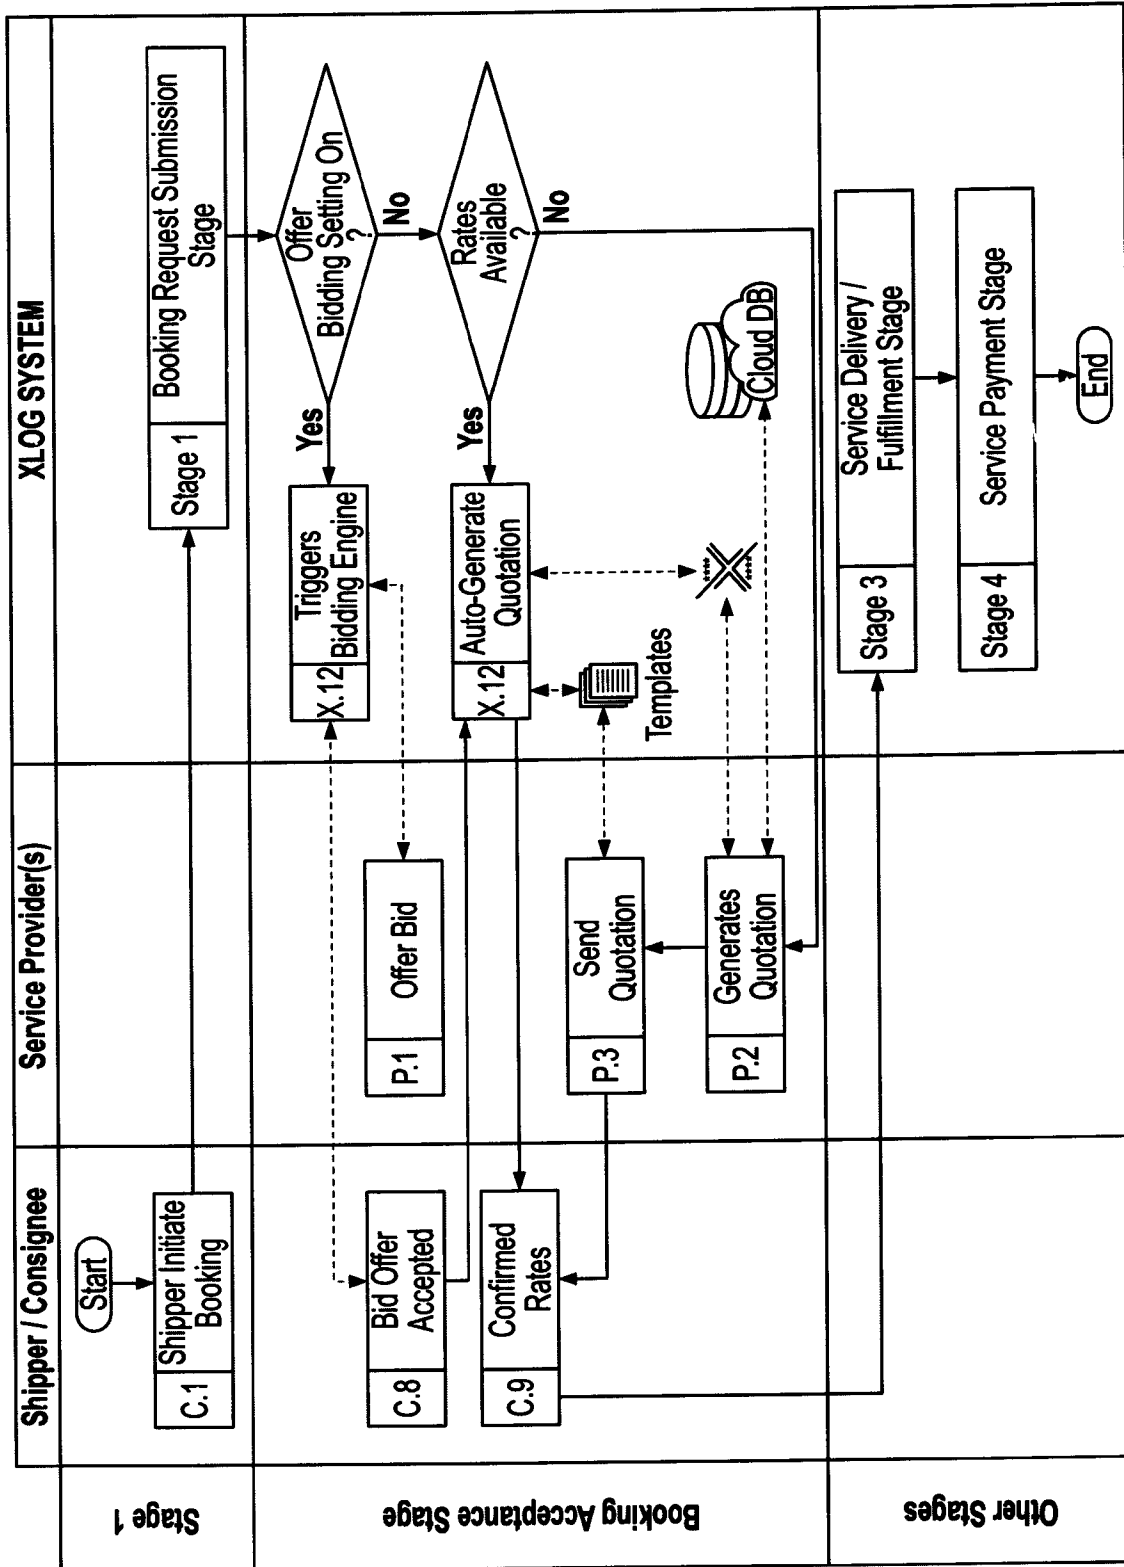 Shipper / Consignee
Service Provider(s)
XLOG SYSTEM
Stage 1
Start
C.1
Shipper Initiate
Booking
Stage 1
Booking Request Submission
Stage
Booking Acceptance Stage
Offer
Bidding Setting On
?
Yes
No
X.12
Triggers
Bidding Engine
P.1
Offer Bid
C.8
Bid Offer
Accepted
Rates
Available
?
Yes
No
X.12
Auto-Generate
Quotation
C.9
Confirmed
Rates
P.3
Send
Quotation
Templates
P.2
Generates
Quotation
Cloud DB
Other Stages
Stage 3
Service Delivery /
Fulfillment Stage
Stage 4
Service Payment Stage
End